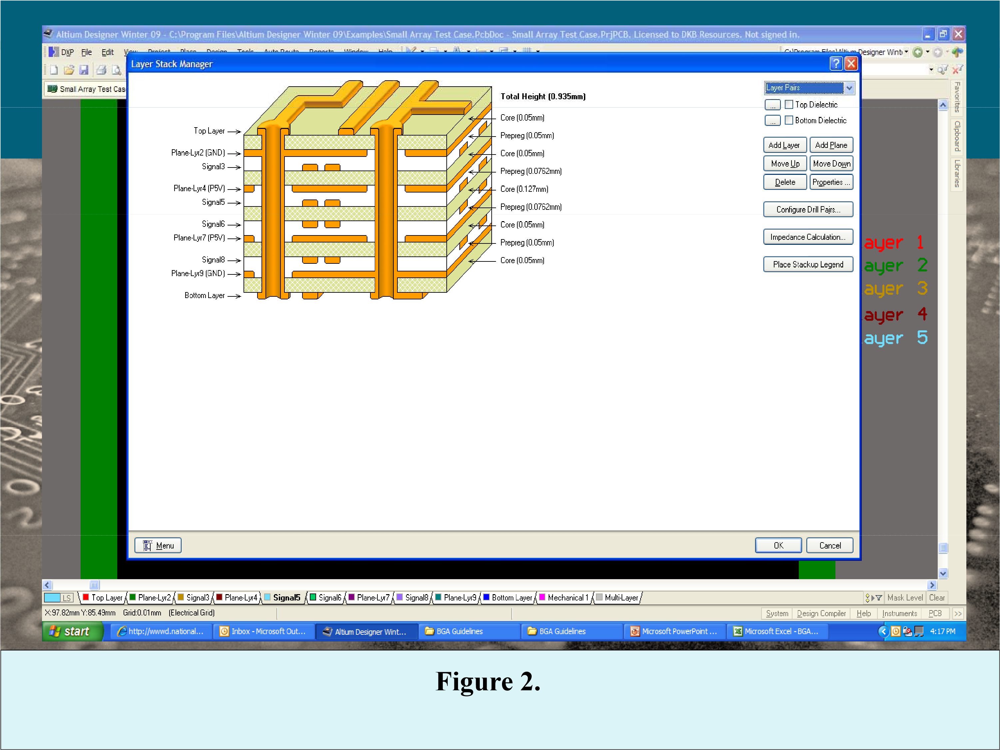 Altium Designer Winter 09 - C:\Program Files\Altium Designer Winter 09\Examples\Small Array Test Case.PcbDoc - Small Array Test Case.PrjPCB. Licensed to DKB Resources. Not signed in.
DXP File Edit View Project Place Design Tools Auto Route Reports Window Help C:\Program Files\Altium Designer Wint
Layer Stack Manager
Small Array Test Cas
Layer Pairs
Total Height (0.935mm)
... Top Dielectric
... Bottom Dielectric
Core (0.05mm)
Top Layer
Prepreg (0.05mm)
Add Layer Add Plane
Plane-Lyr2 (GND)
Core (0.05mm)
Move Up Move Down
Signal3
Prepreg (0.0762mm)
Delete Properties ...
Plane-Lyr4 (P5V)
Core (0.127mm)
Signal5
Prepreg (0.0762mm)
Configure Drill Pairs...
Signal6
Core (0.05mm)
Plane-Lyr7 (P5V)
Prepreg (0.05mm)
Impedance Calculation...
Signal8
Core (0.05mm)
Place Stackup Legend
Plane-Lyr9 (GND)
Bottom Layer
Favorites
Clipboard
Libraries
ayer 1
ayer 2
ayer 3
ayer 4
ayer 5
Menu OK Cancel
LS Top Layer Plane-Lyr2 Signal3 Plane-Lyr4 Signal5 Signal6 Plane-Lyr7 Signal8 Plane-Lyr9 Bottom Layer Mechanical 1 Multi-Layer Mask Level Clear
X:97.82mm Y:85.49mm Grid:0.01mm (Electrical Grid) System Design Compiler Help Instruments PCB >>
start http://wwwd.national... Inbox - Microsoft Out... Altium Designer Wint... BGA Guidelines BGA Guidelines Microsoft PowerPoint ... Microsoft Excel - BGA... 4:17 PM
Figure 2.